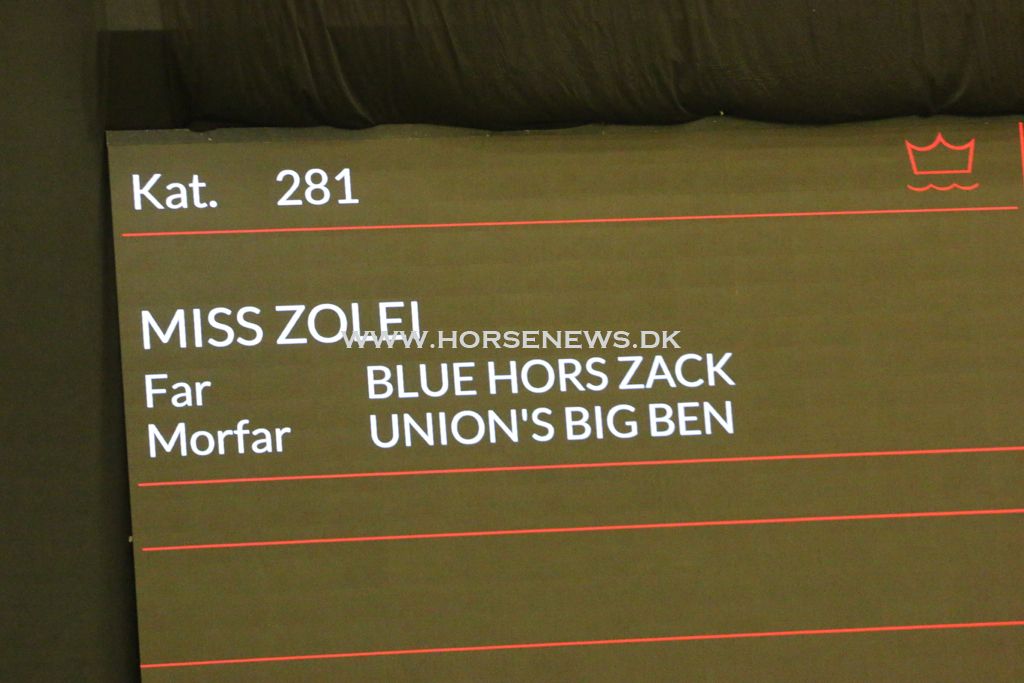 Kat. 281
MISS ZOLEI
WWW.HORSENEWS.DK
Far BLUE HORS ZACK
Morfar UNION'S BIG BEN